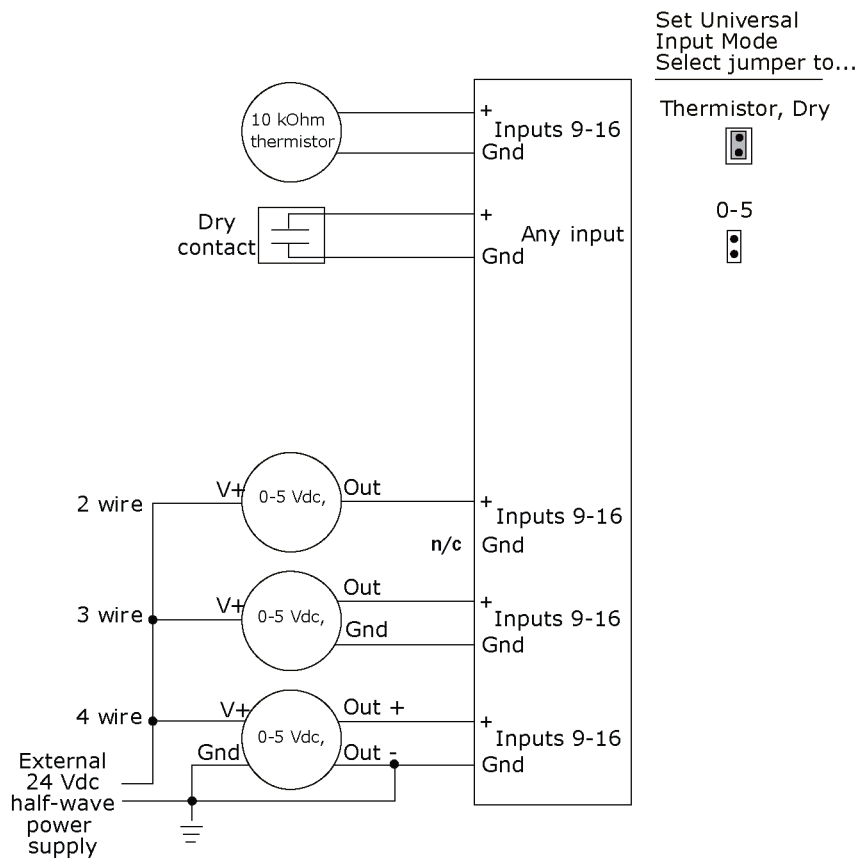 Set Universal
Input Mode
Select jumper to...
Thermistor, Dry
0-5
10 kOhm
thermistor
+
Inputs 9-16
Gnd
Dry
contact
+
Any input
Gnd
2 wire
V+
0-5 Vdc,
Out
+
Inputs 9-16
n/c
Gnd
3 wire
V+
0-5 Vdc,
Out
Gnd
+
Inputs 9-16
Gnd
4 wire
V+
Gnd
0-5 Vdc,
Out +
Out -
+
Inputs 9-16
Gnd
External
24 Vdc
half-wave
power
supply